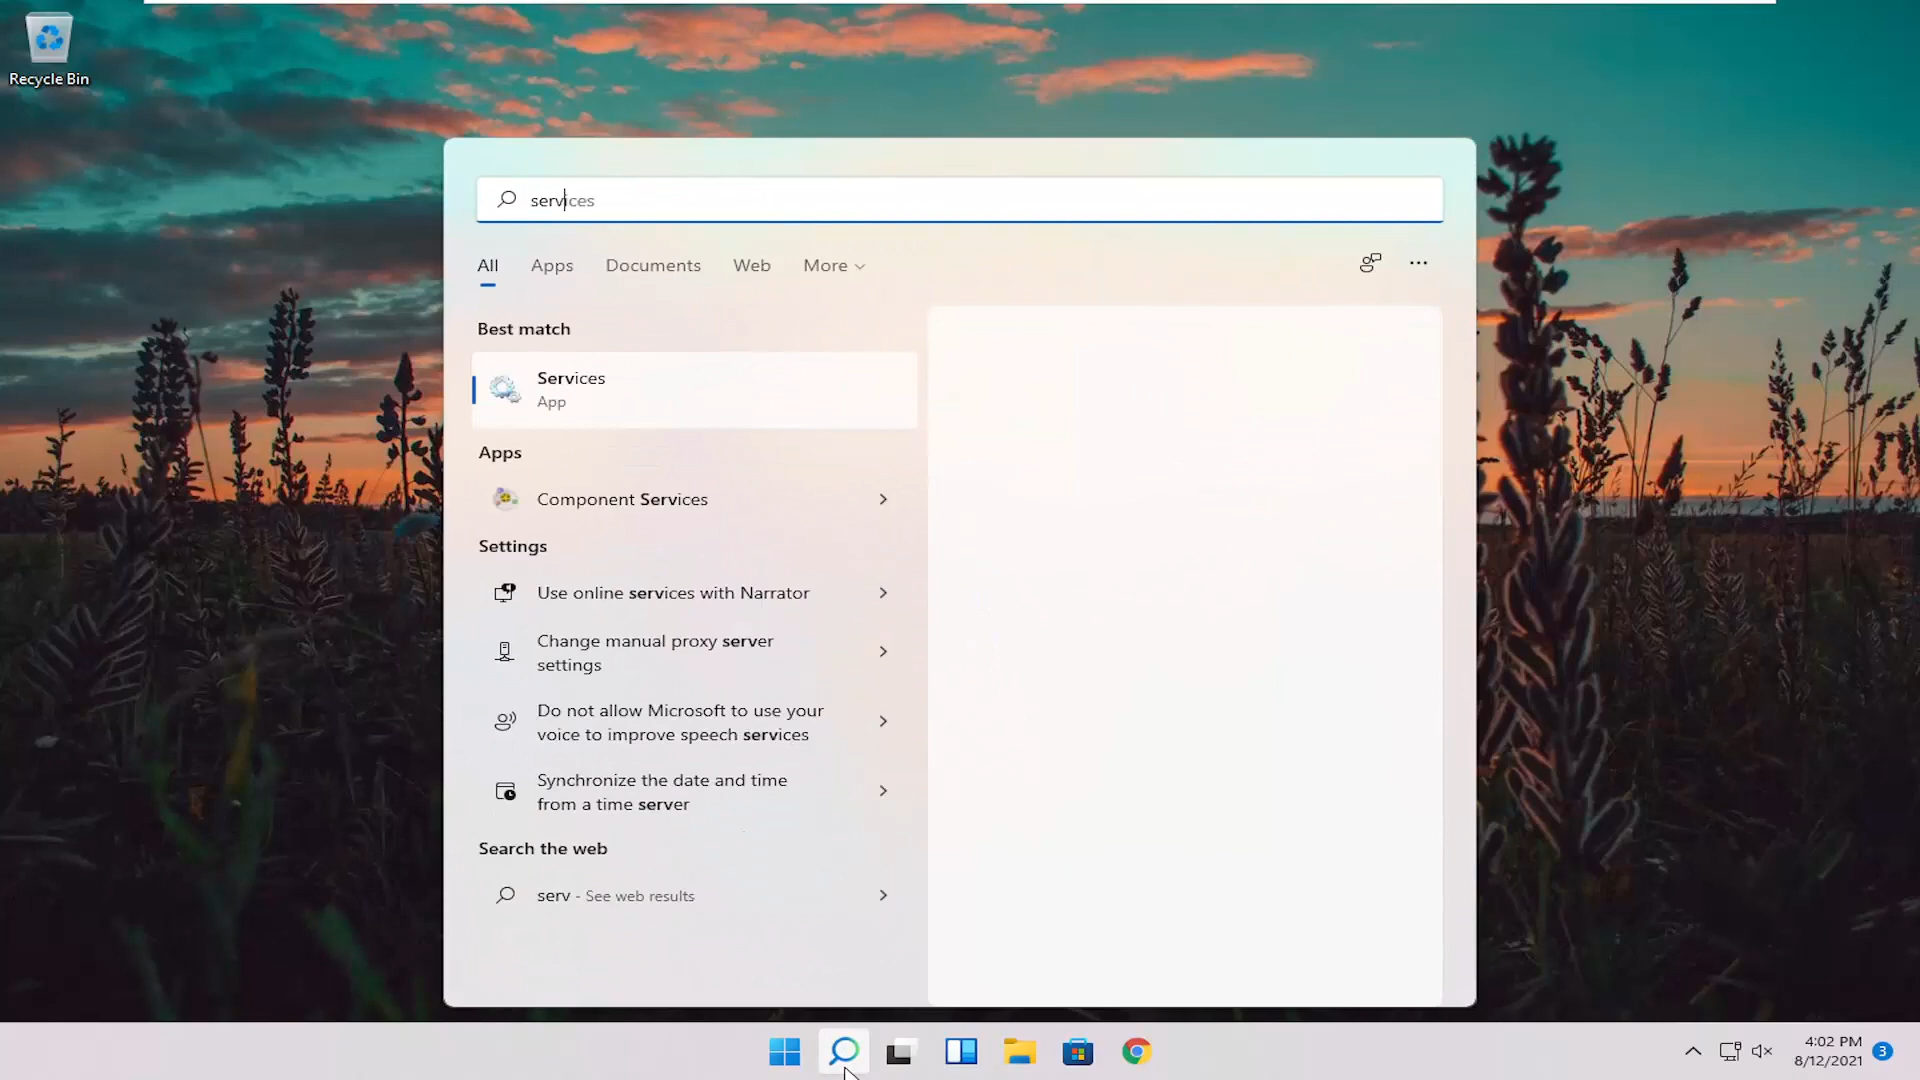 Recycle Bin
services
All Apps Documents Web More
Best match
Services
App
Apps
Component Services
Settings
Use online services with Narrator
Change manual proxy server
settings
Do not allow Microsoft to use your
voice to improve speech services
Synchronize the date and time
from a time server
Search the web
serv - See web results
4:02 PM
8/12/2021
3